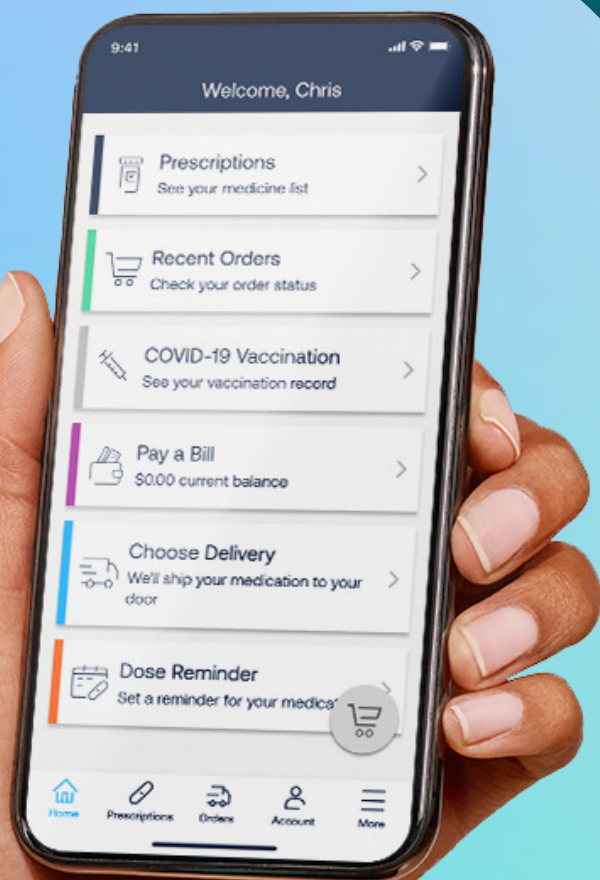 9:41
Welcome, Chris
Prescriptions
See your medicine list
Recent Orders
Check your order status
COVID-19 Vaccination
See your vaccination record
Pay a Bill
$0.00 current balance
Choose Delivery
We'll ship your medication to your
door
Dose Reminder
Set a reminder for your medica
Home
Prescriptions
Orders
Account
More